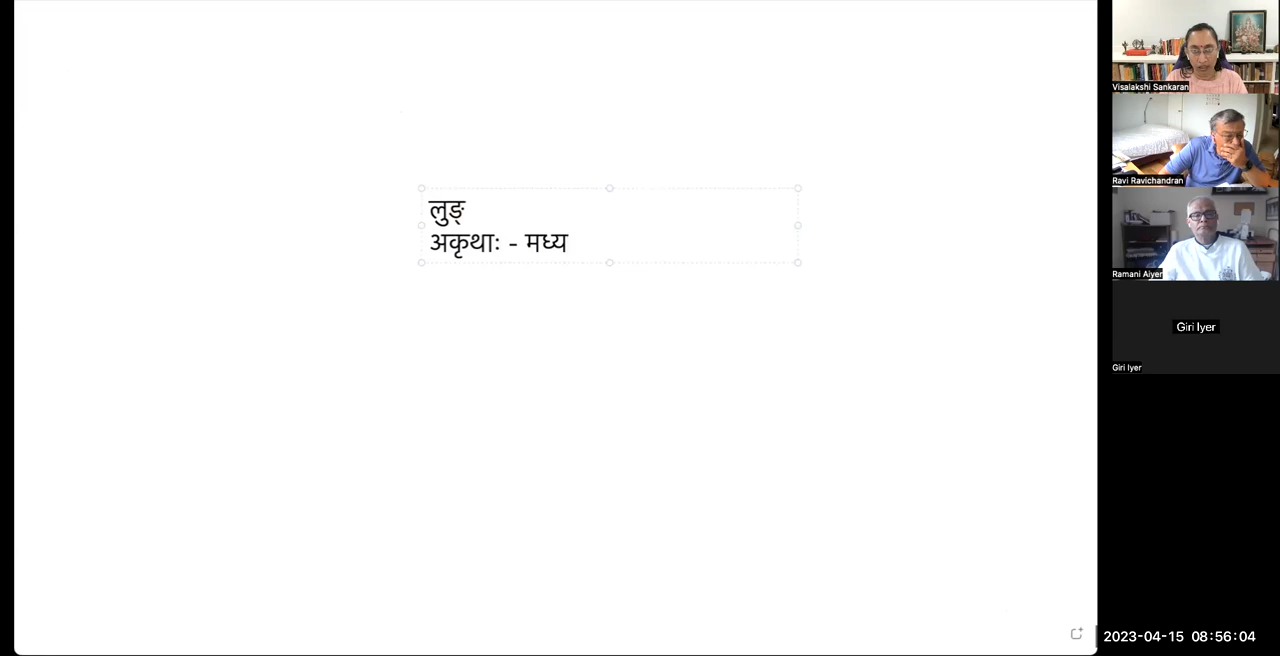 लुङ्
अकृथाः - मध्य
Visalakshi Sankaran
Ravi Ravichandran
Ramani Aiyer
Giri Iyer
Giri Iyer
2023-04-15 08:56:04